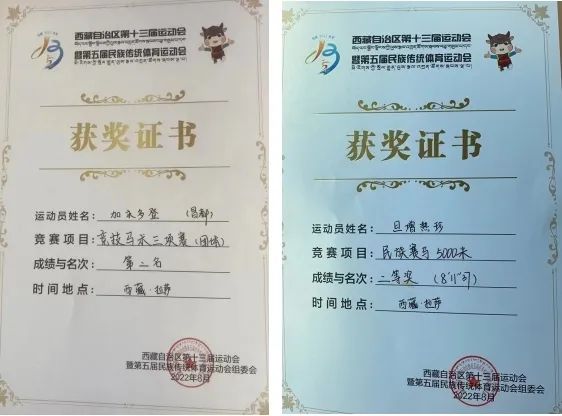 西藏自治区第十三届运动会
暨第五届民族传统体育运动会
获奖证书
运动员姓名:加永多登(昌都)
竞赛项目:竞技马术三项赛(团体)
成绩与名次:第二名
时间地点:西藏·拉萨
西藏自治区第十三届运动会
暨第五届民族传统体育运动会组委会
2022年8月
西藏自治区第十三届运动会
暨第五届民族传统体育运动会
获奖证书
运动员姓名:旦增热珍
竞赛项目:民族赛马5000米
成绩与名次:二等奖
时间地点:西藏·拉萨
西藏自治区第十三届运动会
暨第五届民族传统体育运动会组委会
2022年8月